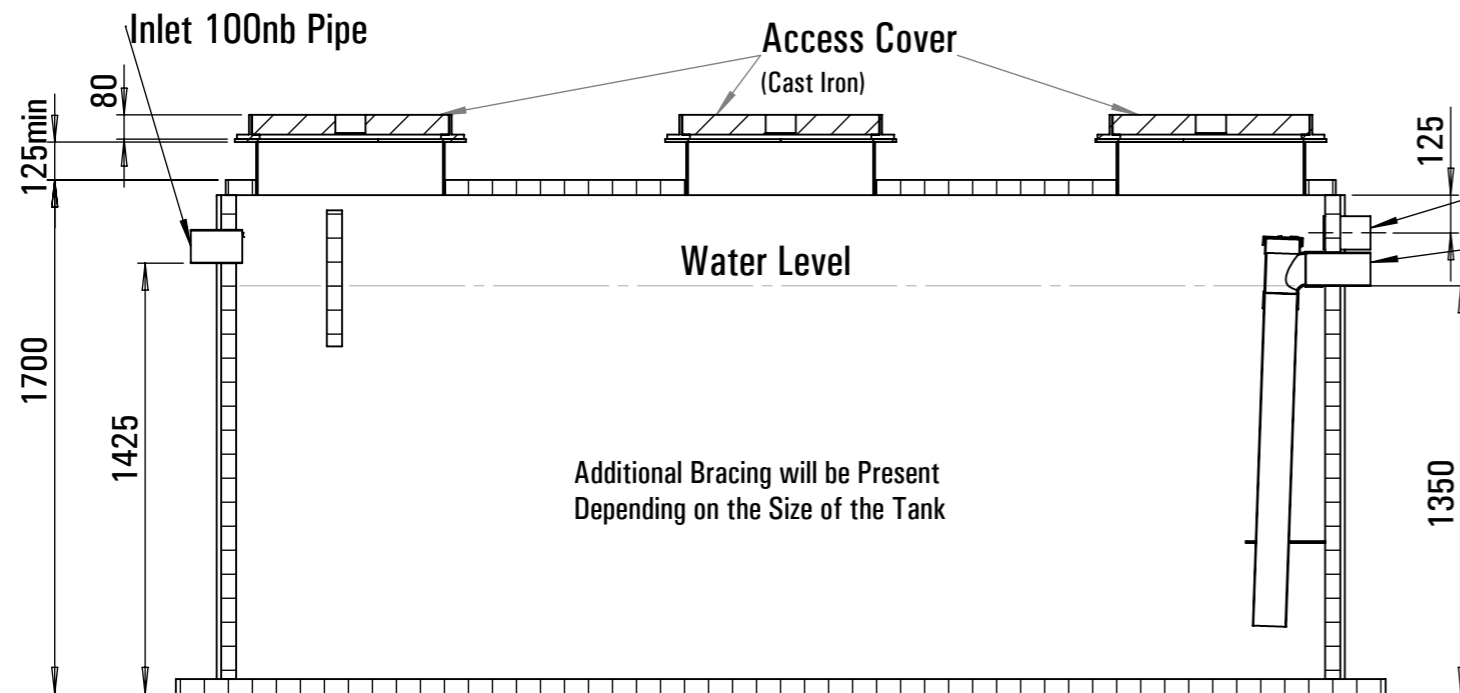 Inlet 100nb Pipe
Access Cover
(Cast Iron)
80
125min
125
Water Level
1700
1425
1350
Additional Bracing will be Present
Depending on the Size of the Tank